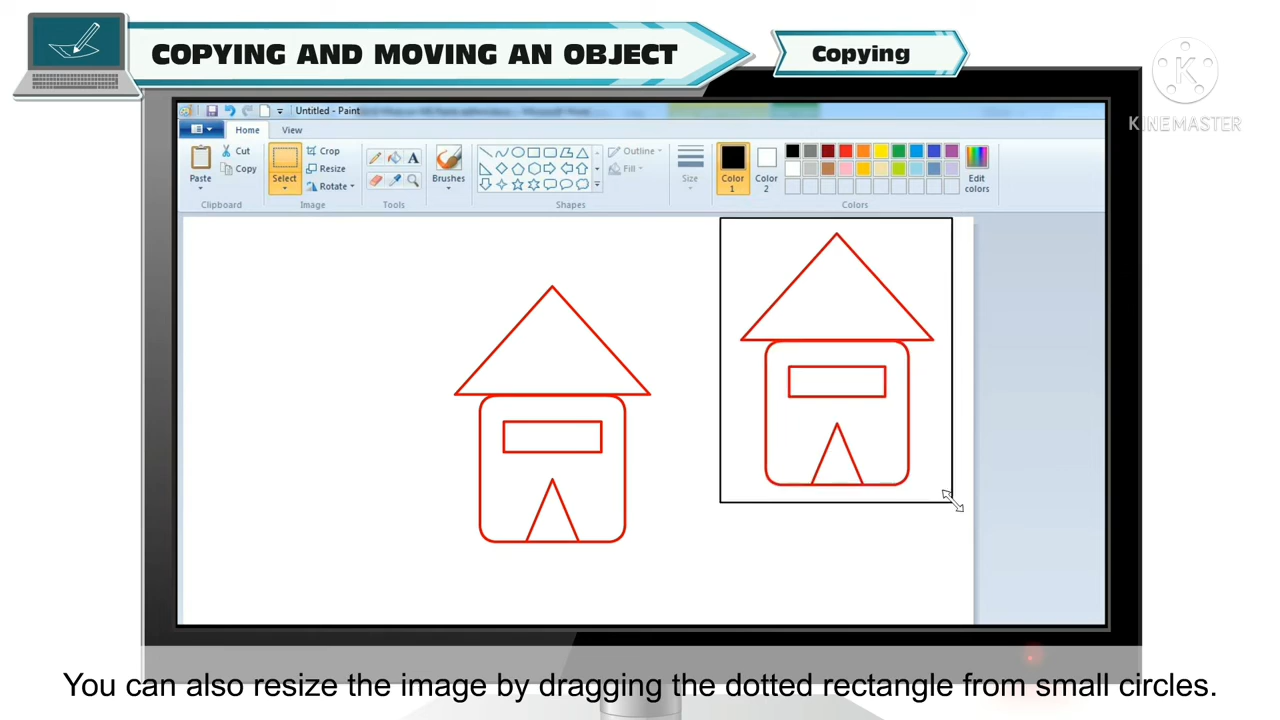 COPYING AND MOVING AN OBJECT
Copying
K
KINEMASTER
Untitled - Paint
Home
View
Paste
Cut
Copy
Clipboard
Select
Crop
Resize
Rotate
Image
A
Tools
Brushes
Outline
Fill
Shapes
Size
Color 1
Color 2
Edit colors
Colors
You can also resize the image by dragging the dotted rectangle from small circles.